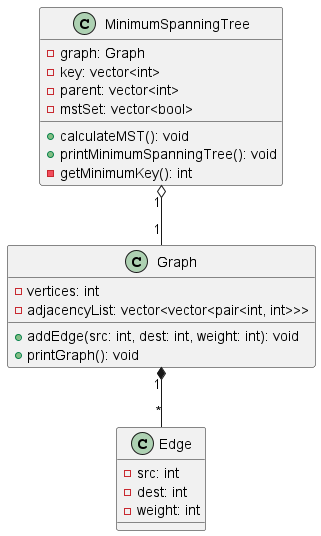 C MinimumSpanningTree
graph: Graph
key: vector<int>
parent: vector<int>
mstSet: vector<bool>
calculateMST(): void
printMinimumSpanningTree(): void
getMinimumKey(): int
1
1
C Graph
vertices: int
adjacencyList: vector<vector<pair<int, int>>>
addEdge(src: int, dest: int, weight: int): void
printGraph(): void
1
*
C Edge
src: int
dest: int
weight: int